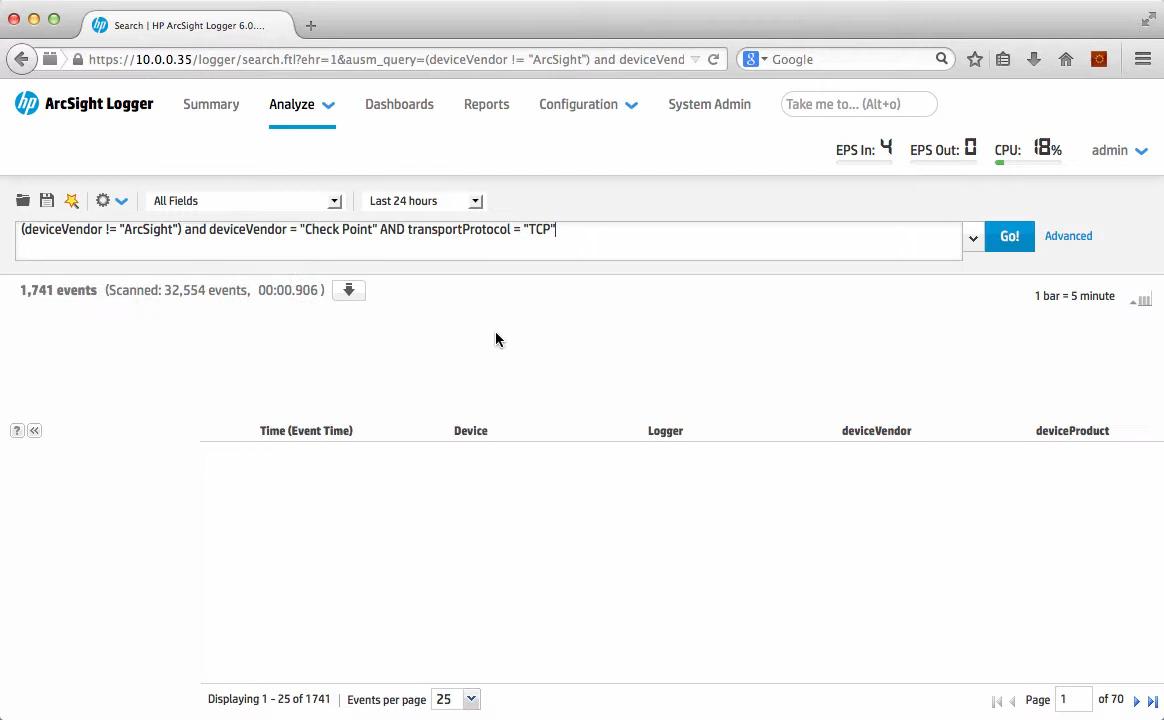 Search | HP ArcSight Logger 6.0....
https://10.0.0.35/logger/search.ftl?ehr=1&ausm_query=(deviceVendor != "ArcSight") and deviceVend
Google
hp ArcSight Logger Summary Analyze Dashboards Reports Configuration System Admin Take me to... (Alt+o)
EPS In: 4 EPS Out: 0 CPU: 18% admin
All Fields Last 24 hours
(deviceVendor != "ArcSight") and deviceVendor = "Check Point" AND transportProtocol = "TCP"
Go! Advanced
1,741 events (Scanned: 32,554 events, 00:00.906 )
1 bar = 5 minute
Time (Event Time) Device Logger deviceVendor deviceProduct
Displaying 1 - 25 of 1741 Events per page 25 Page 1 of 70